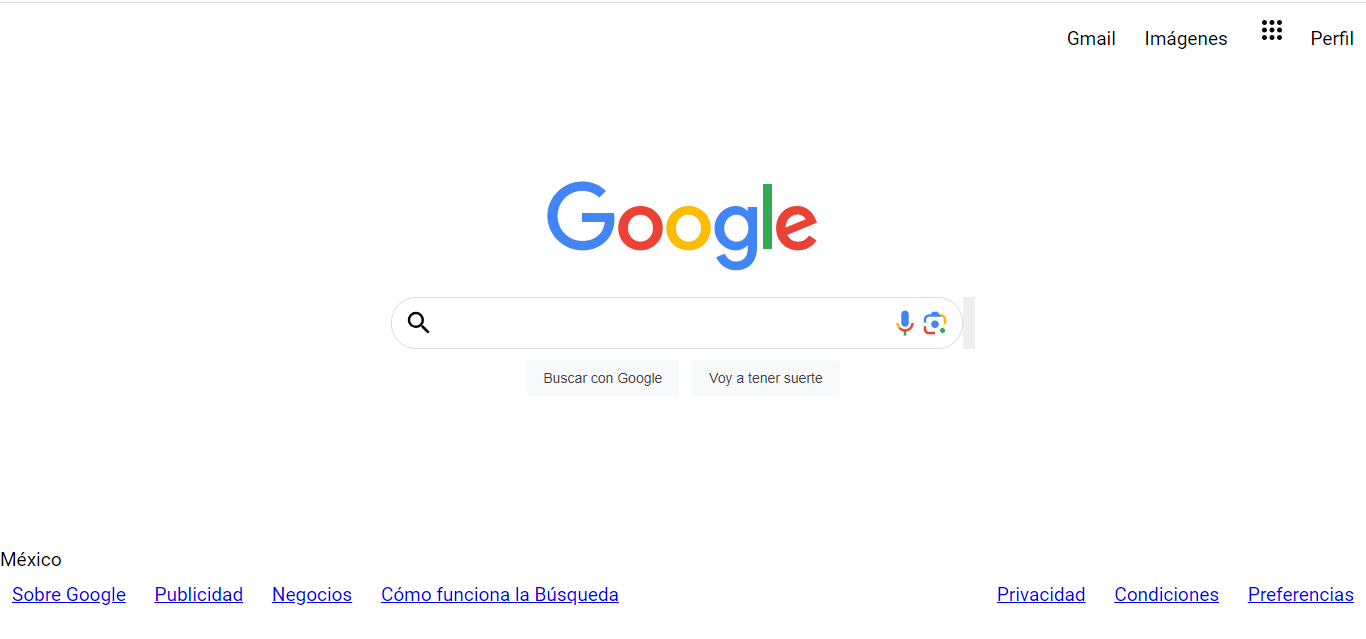 Gmail Imágenes Perfil
Google
Buscar con Google Voy a tener suerte
México
Sobre Google Publicidad Negocios Cómo funciona la Búsqueda Privacidad Condiciones Preferencias